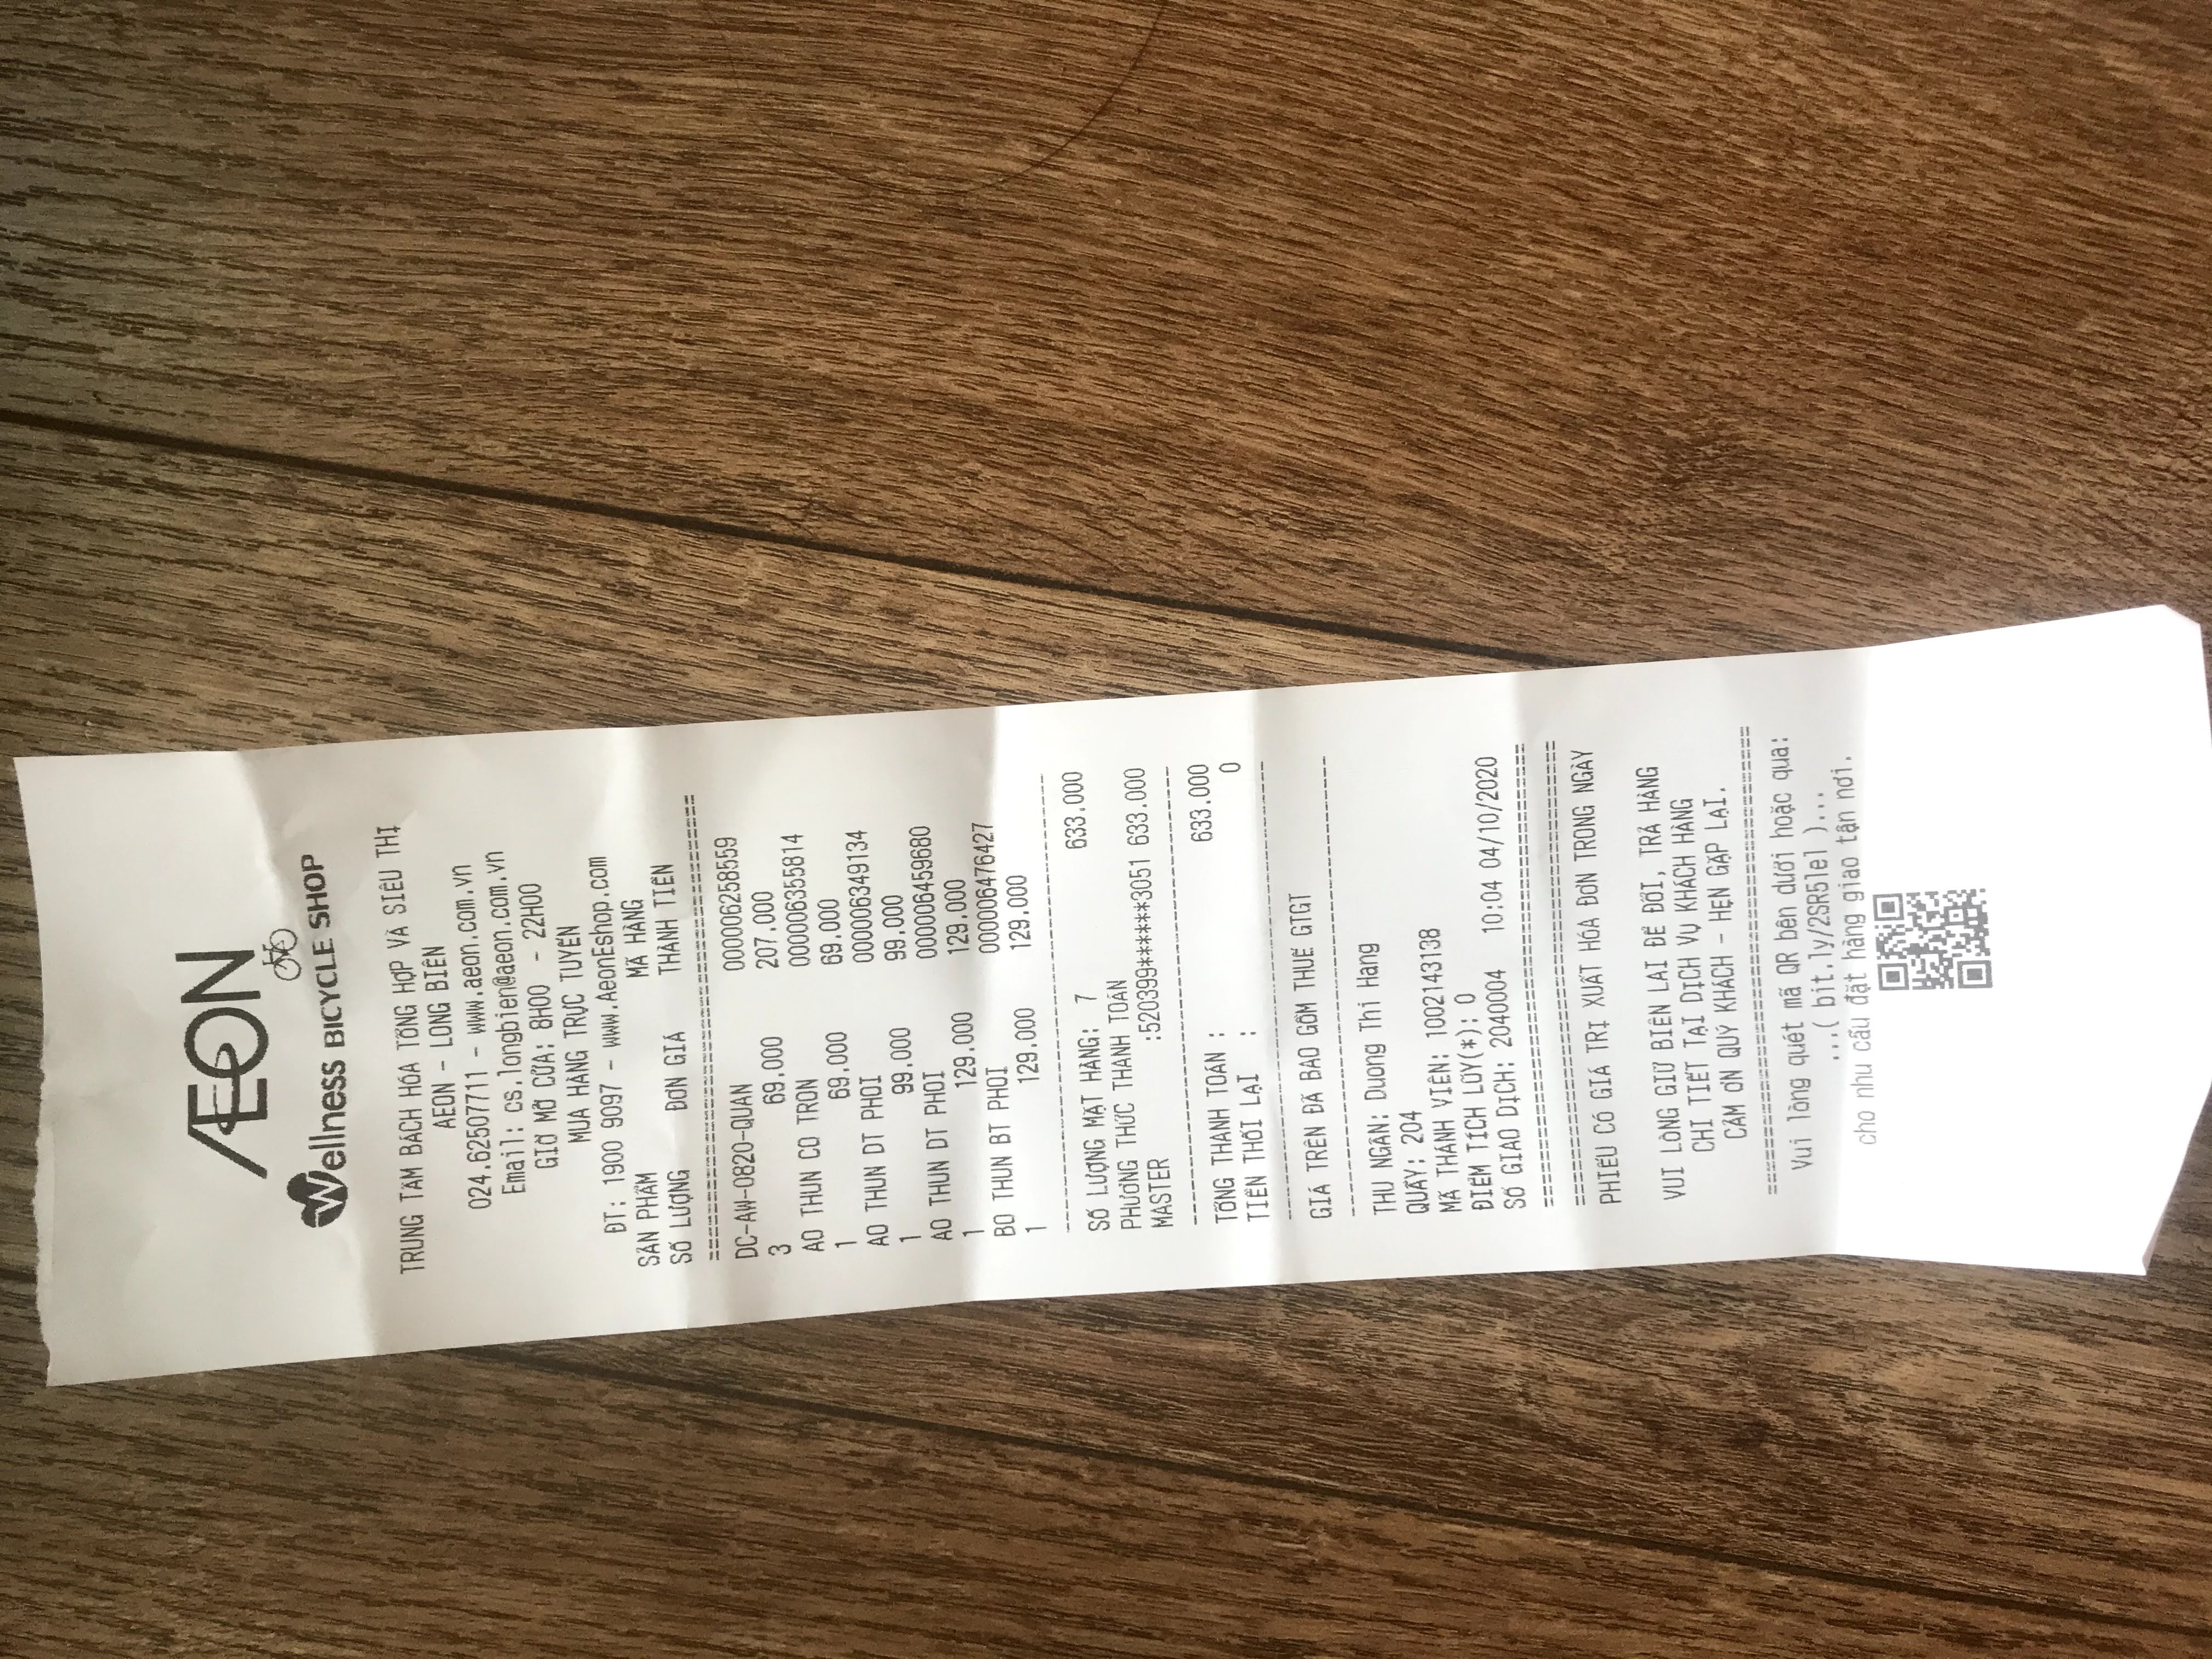 ÆON
Wellness BICYCLE SHOP
TRUNG TÂM BÁCH HÓA TỔNG HỢP VÀ SIÊU THỊ
AEON - LONG BIÊN
024.62507711 - www.aeon.com.vn
Email: cs.longbien@aeon.com.vn
GIỜ MỞ CỬA: 8H00 - 22H00
MUA HÀNG TRỰC TUYẾN
ĐT: 1900 9097 - www.AeonEshop.com
SẢN PHẨM MÃ HÀNG
SỐ LƯỢNG ĐƠN GIÁ THÀNH TIỀN
DC-AW-0820-QUAN 000006258559
3 69.000 207.000
AO THUN CO TRON 000006355814
1 69.000 69.000
AO THUN DT PHOI 000006349134
1 99.000 99.000
AO THUN DT PHOI 000006459680
1 129.000 129.000
BO THUN BT PHOI 000006476427
1 129.000 129.000
SỐ LƯỢNG MẶT HÀNG: 7 633.000
PHƯƠNG THỨC THANH TOÁN
MASTER :520399******3051 633.000
TỔNG THANH TOÁN : 633.000
TIỀN THỐI LẠI : 0
GIÁ TRÊN ĐÃ BAO GỒM THUẾ GTGT
THU NGÂN: Duong Thi Hang
QUẦY: 204
MÃ THÀNH VIÊN: 1002143138
ĐIỂM TÍCH LŨY(*): 0
SỐ GIAO DỊCH: 2040004 10:04 04/10/2020
PHIẾU CÓ GIÁ TRỊ XUẤT HÓA ĐƠN TRONG NGÀY
VUI LÒNG GIỮ BIÊN LAI ĐỂ ĐỔI, TRẢ HÀNG
CHI TIẾT TẠI DỊCH VỤ KHÁCH HÀNG
CẢM ƠN QUÝ KHÁCH - HẸN GẶP LẠI.
Vui lòng quét mã QR bên dưới hoặc qua:
...( bit.ly/2SR51el )...
cho nhu cầu đặt hàng giao tận nơi.